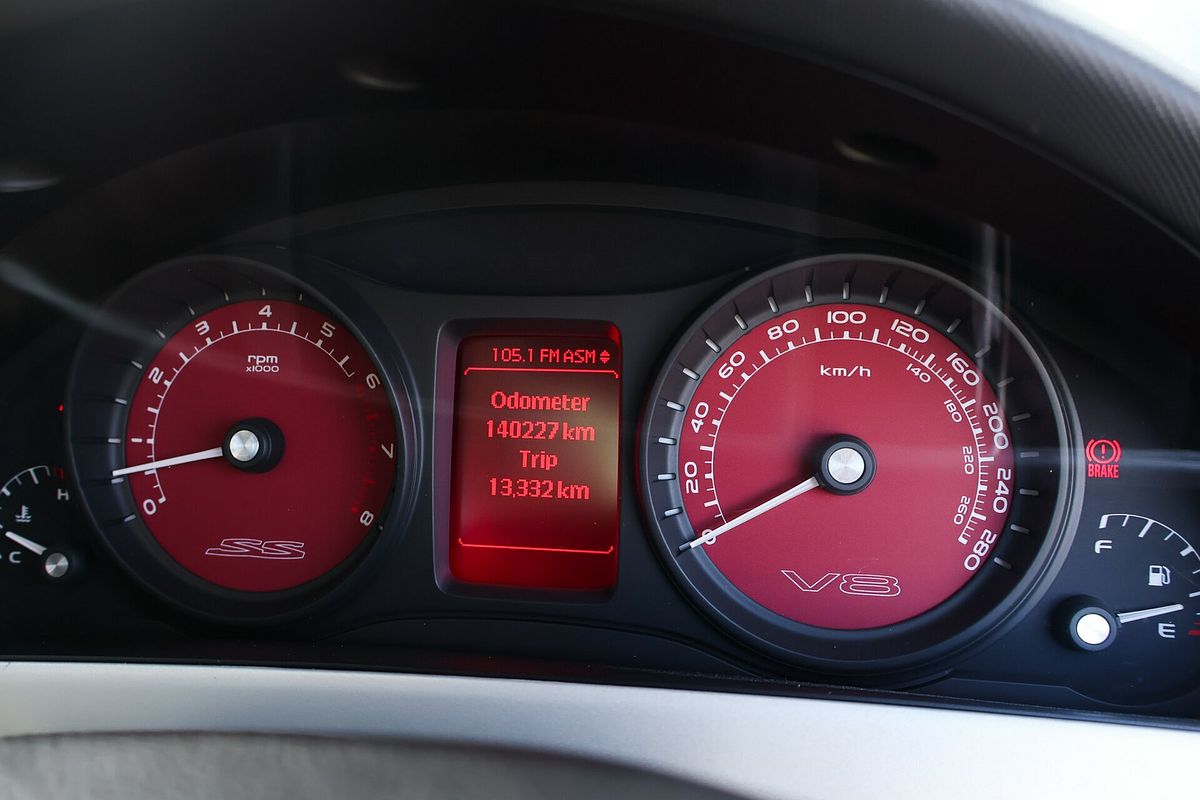 0
1
2
3
4
5
6
7
8
rpm
x1000
SS
H
C
105.1 FM ASM
Odometer
140227 km
Trip
13,332 km
0
20
40
60
80
100
120
140
160
180
200
220
240
260
280
km/h
V8
BRAKE
F
E